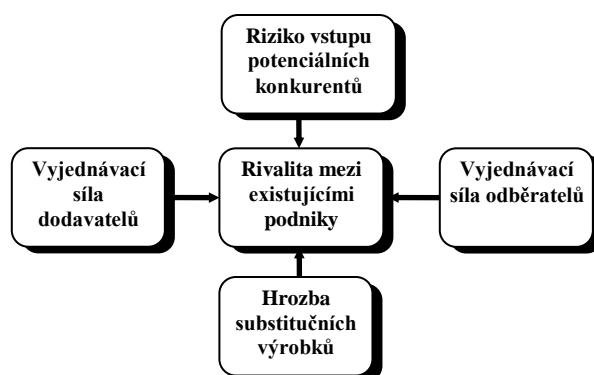 Riziko vstupu
potenciálních
konkurentů
Vyjednávací
síla
dodavatelů
Rivalita mezi
existujícími
podniky
Vyjednávací
síla odběratelů
Hrozba
substitučních
výrobků